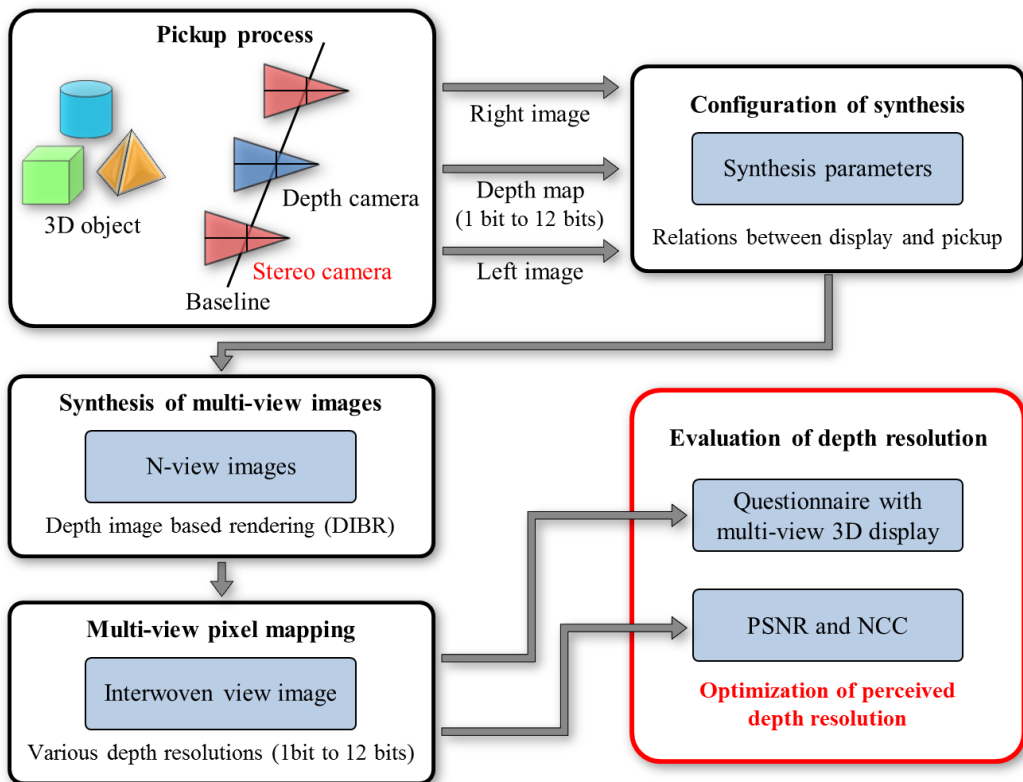 Pickup process
3D object
Depth camera
Stereo camera
Baseline
Right image
Depth map
(1 bit to 12 bits)
Left image
Configuration of synthesis
Synthesis parameters
Relations between display and pickup
Synthesis of multi-view images
N-view images
Depth image based rendering (DIBR)
Multi-view pixel mapping
Interwoven view image
Various depth resolutions (1bit to 12 bits)
Evaluation of depth resolution
Questionnaire with
multi-view 3D display
PSNR and NCC
Optimization of perceived
depth resolution